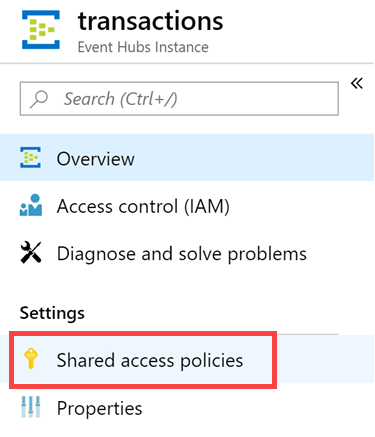 transactions
Event Hubs Instance
Search (Ctrl+/)
Overview
Access control (IAM)
Diagnose and solve problems
Settings
Shared access policies
Properties